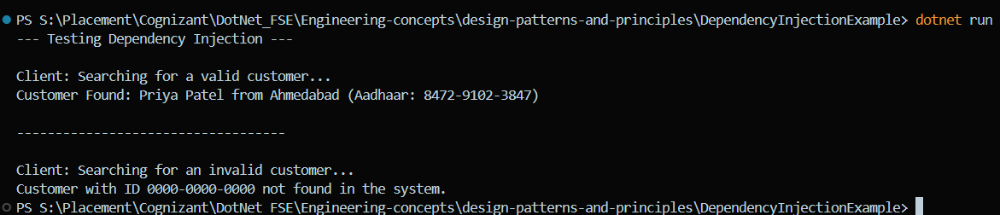 PS S:\Placement\Cognizant\DotNet_FSE\Engineering-concepts\design-patterns-and-principles\DependencyInjectionExample> dotnet run
--- Testing Dependency Injection ---
Client: Searching for a valid customer...
Customer Found: Priya Patel from Ahmedabad (Aadhaar: 8472-9102-3847)
-----------------------------------
Client: Searching for an invalid customer...
Customer with ID 0000-0000-0000 not found in the system.
PS S:\Placement\Cognizant\DotNet_FSE\Engineering-concepts\design-patterns-and-principles\DependencyInjectionExample>